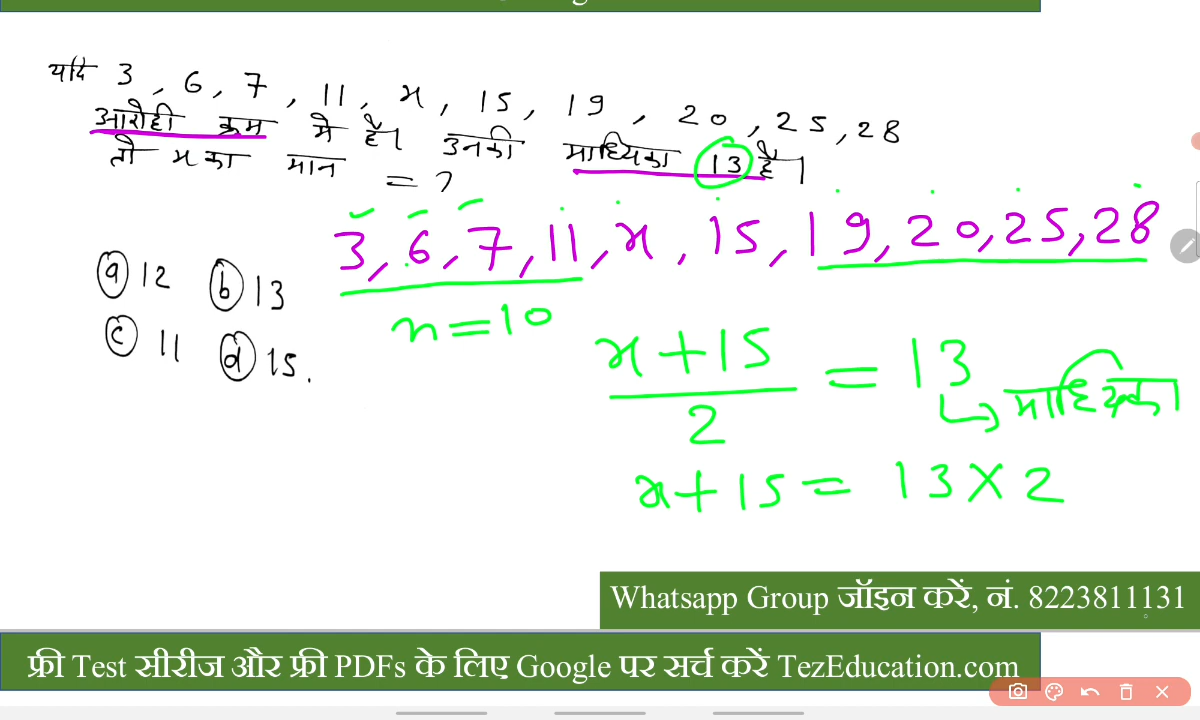 यदि 3, 6, 7, 11, x, 15, 19, 20, 25, 28
आरोही क्रम में है। उनकी माध्यिका 13 है।
तो x का मान = ?
3, 6, 7, 11, x, 15, 19, 20, 25, 28
ⓐ 12 ⓑ 13
ⓒ 11 ⓓ 15.
n = 10
x + 15 / 2 = 13
↳ माध्यिका
x + 15 = 13 × 2
Whatsapp Group जॉइन करें, नं. 8223811131
फ्री Test सीरीज और फ्री PDFs के लिए Google पर सर्च करें TezEducation.com